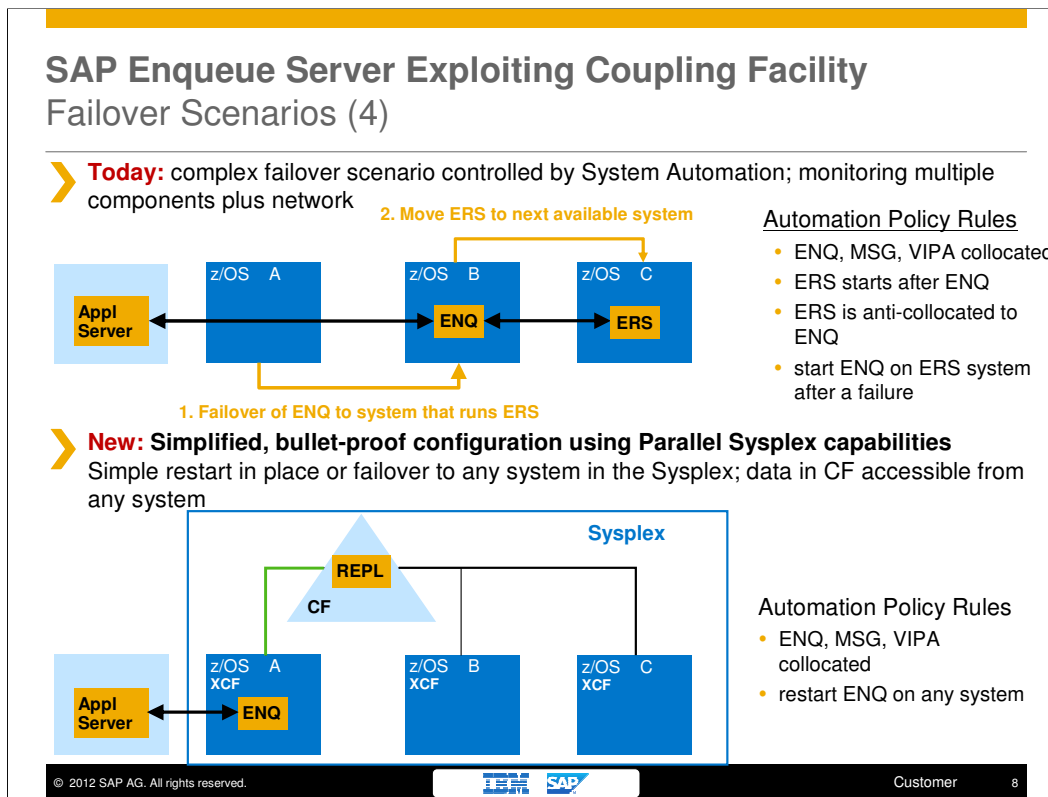 SAP Enqueue Server Exploiting Coupling Facility
Failover Scenarios (4)
Today: complex failover scenario controlled by System Automation; monitoring multiple
components plus network
2. Move ERS to next available system
Automation Policy Rules
• ENQ, MSG, VIPA collocated
• ERS starts after ENQ
• ERS is anti-collocated to
ENQ
• start ENQ on ERS system
after a failure
Appl
Server
z/OS A
z/OS B
ENQ
z/OS C
ERS
1. Failover of ENQ to system that runs ERS
New: Simplified, bullet-proof configuration using Parallel Sysplex capabilities
Simple restart in place or failover to any system in the Sysplex; data in CF accessible from
any system
Sysplex
REPL
CF
Appl
Server
z/OS A
XCF
ENQ
z/OS B
XCF
z/OS C
XCF
Automation Policy Rules
• ENQ, MSG, VIPA
collocated
• restart ENQ on any system
© 2012 SAP AG. All rights reserved.
IBM
SAP
Customer
8